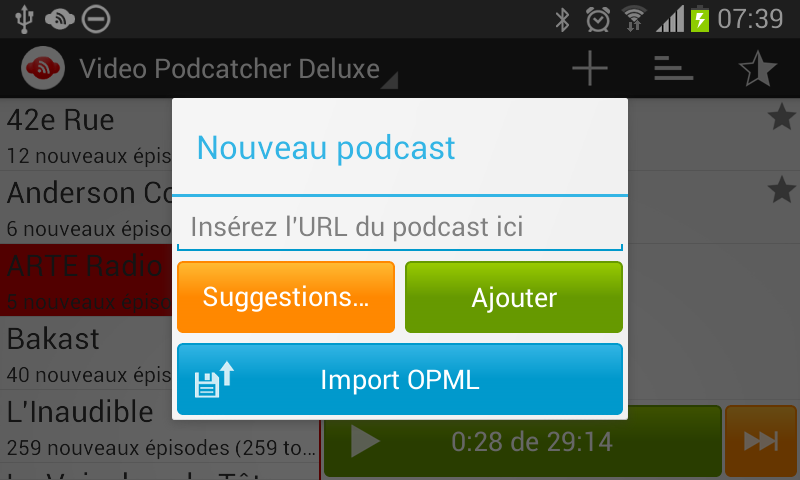 07:39
Video Podcatcher Deluxe
42e Rue
12 nouveaux épis
Anderson Co
6 nouveaux épiso
ARTE Radio
5 nouveaux épiso
Bakast
40 nouveaux épis
L'Inaudible
259 nouveaux épisodes (259 to...
Nouveau podcast
Insérez l'URL du podcast ici
Suggestions...
Ajouter
Import OPML
0:28 de 29:14